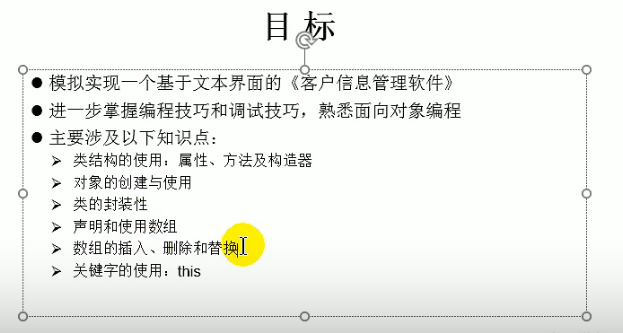 目 标
● 模拟实现一个基于文本界面的《客户信息管理软件》
● 进一步掌握编程技巧和调试技巧，熟悉面向对象编程
● 主要涉及以下知识点：
➢ 类结构的使用：属性、方法及构造器
➢ 对象的创建与使用
➢ 类的封装性
➢ 声明和使用数组
➢ 数组的插入、删除和替换
➢ 关键字的使用：this